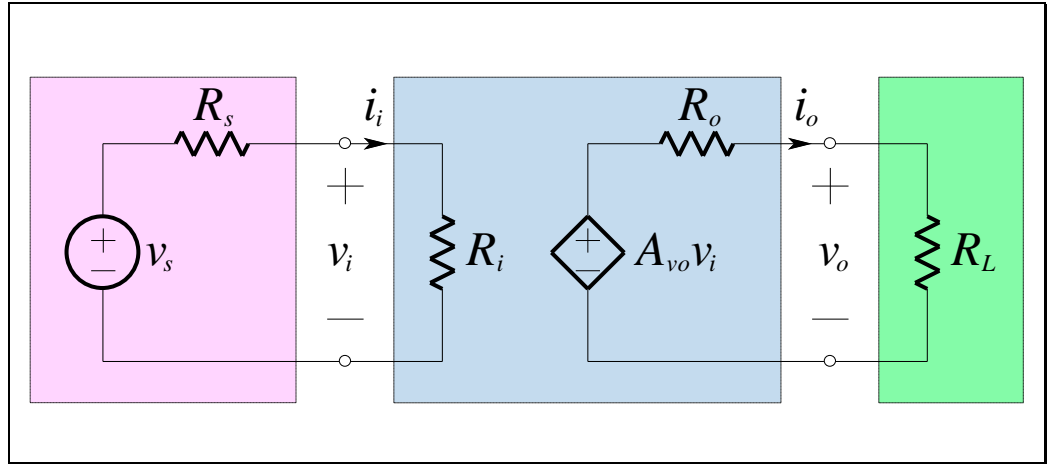 R_s i_i R_o i_o
+ +
+ v_s v_i R_i + A_vo v_i v_o R_L
− −
− −